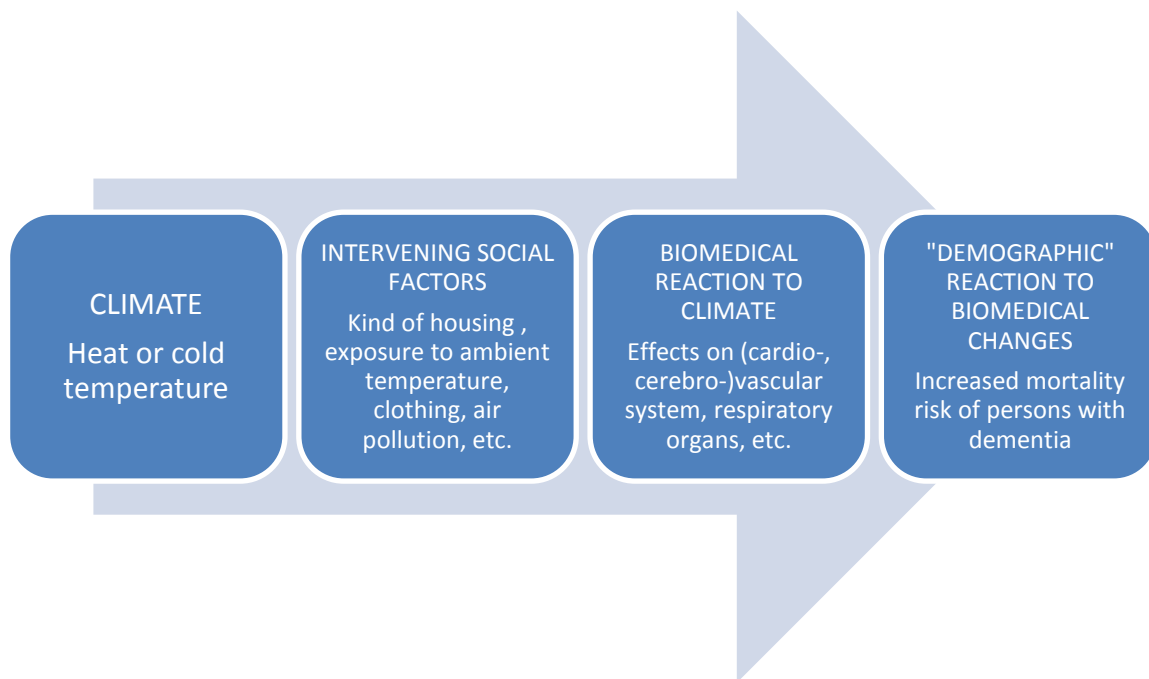 CLIMATE
Heat or cold
temperature
INTERVENING SOCIAL
FACTORS
Kind of housing ,
exposure to ambient
temperature,
clothing, air
pollution, etc.
BIOMEDICAL
REACTION TO
CLIMATE
Effects on (cardio-,
cerebro-)vascular
system, respiratory
organs, etc.
"DEMOGRAPHIC"
REACTION TO
BIOMEDICAL
CHANGES
Increased mortality
risk of persons with
dementia